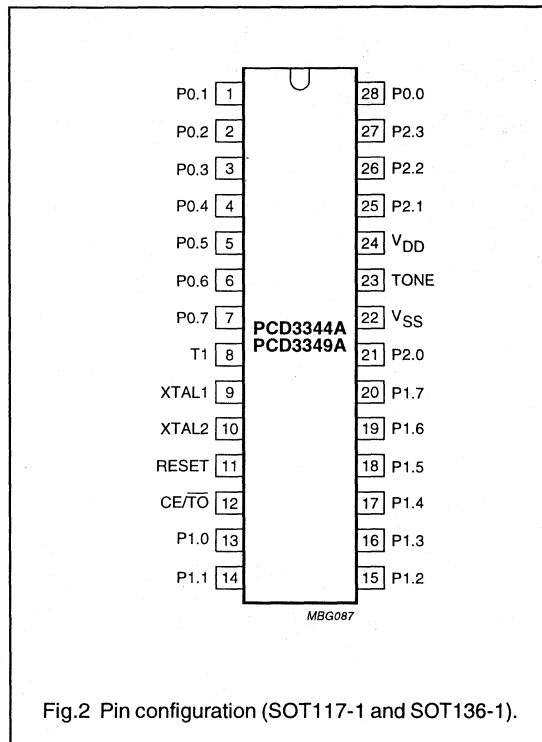 P0.1 1 28 P0.0
P0.2 2 27 P2.3
P0.3 3 26 P2.2
P0.4 4 25 P2.1
P0.5 5 24 VDD
P0.6 6 23 TONE
P0.7 7 22 VSS
PCD3344A
PCD3349A
T1 8 21 P2.0
XTAL1 9 20 P1.7
XTAL2 10 19 P1.6
RESET 11 18 P1.5
CE/T̅O̅ 12 17 P1.4
P1.0 13 16 P1.3
P1.1 14 15 P1.2
MBG087
Fig.2 Pin configuration (SOT117-1 and SOT136-1).